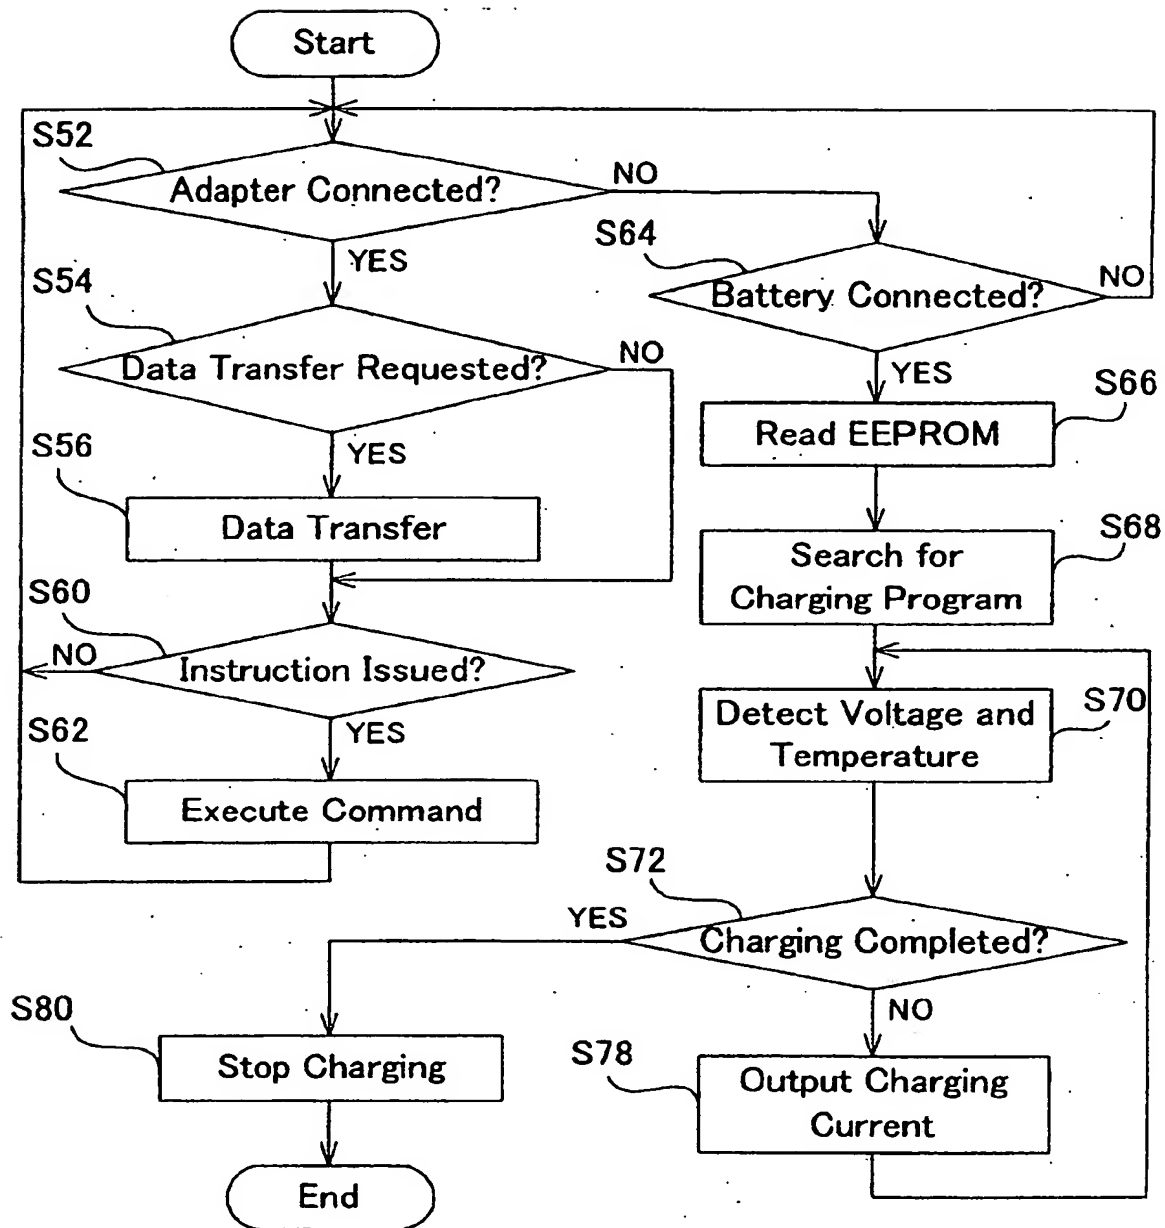 Start
S52
Adapter Connected?
NO
YES
S64
Battery Connected?
NO
YES
S54
Data Transfer Requested?
NO
YES
S66
Read EEPROM
S56
Data Transfer
S68
Search for
Charging Program
S60
Instruction Issued?
NO
YES
S70
Detect Voltage and
Temperature
S62
Execute Command
S72
Charging Completed?
YES
NO
S80
Stop Charging
S78
Output Charging
Current
End